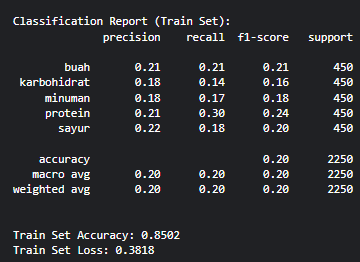 Classification Report (Train Set):
precision recall f1-score support
buah 0.21 0.21 0.21 450
karbohidrat 0.18 0.14 0.16 450
minuman 0.18 0.17 0.18 450
protein 0.21 0.30 0.24 450
sayur 0.22 0.18 0.20 450
accuracy 0.20 2250
macro avg 0.20 0.20 0.20 2250
weighted avg 0.20 0.20 0.20 2250
Train Set Accuracy: 0.8502
Train Set Loss: 0.3818